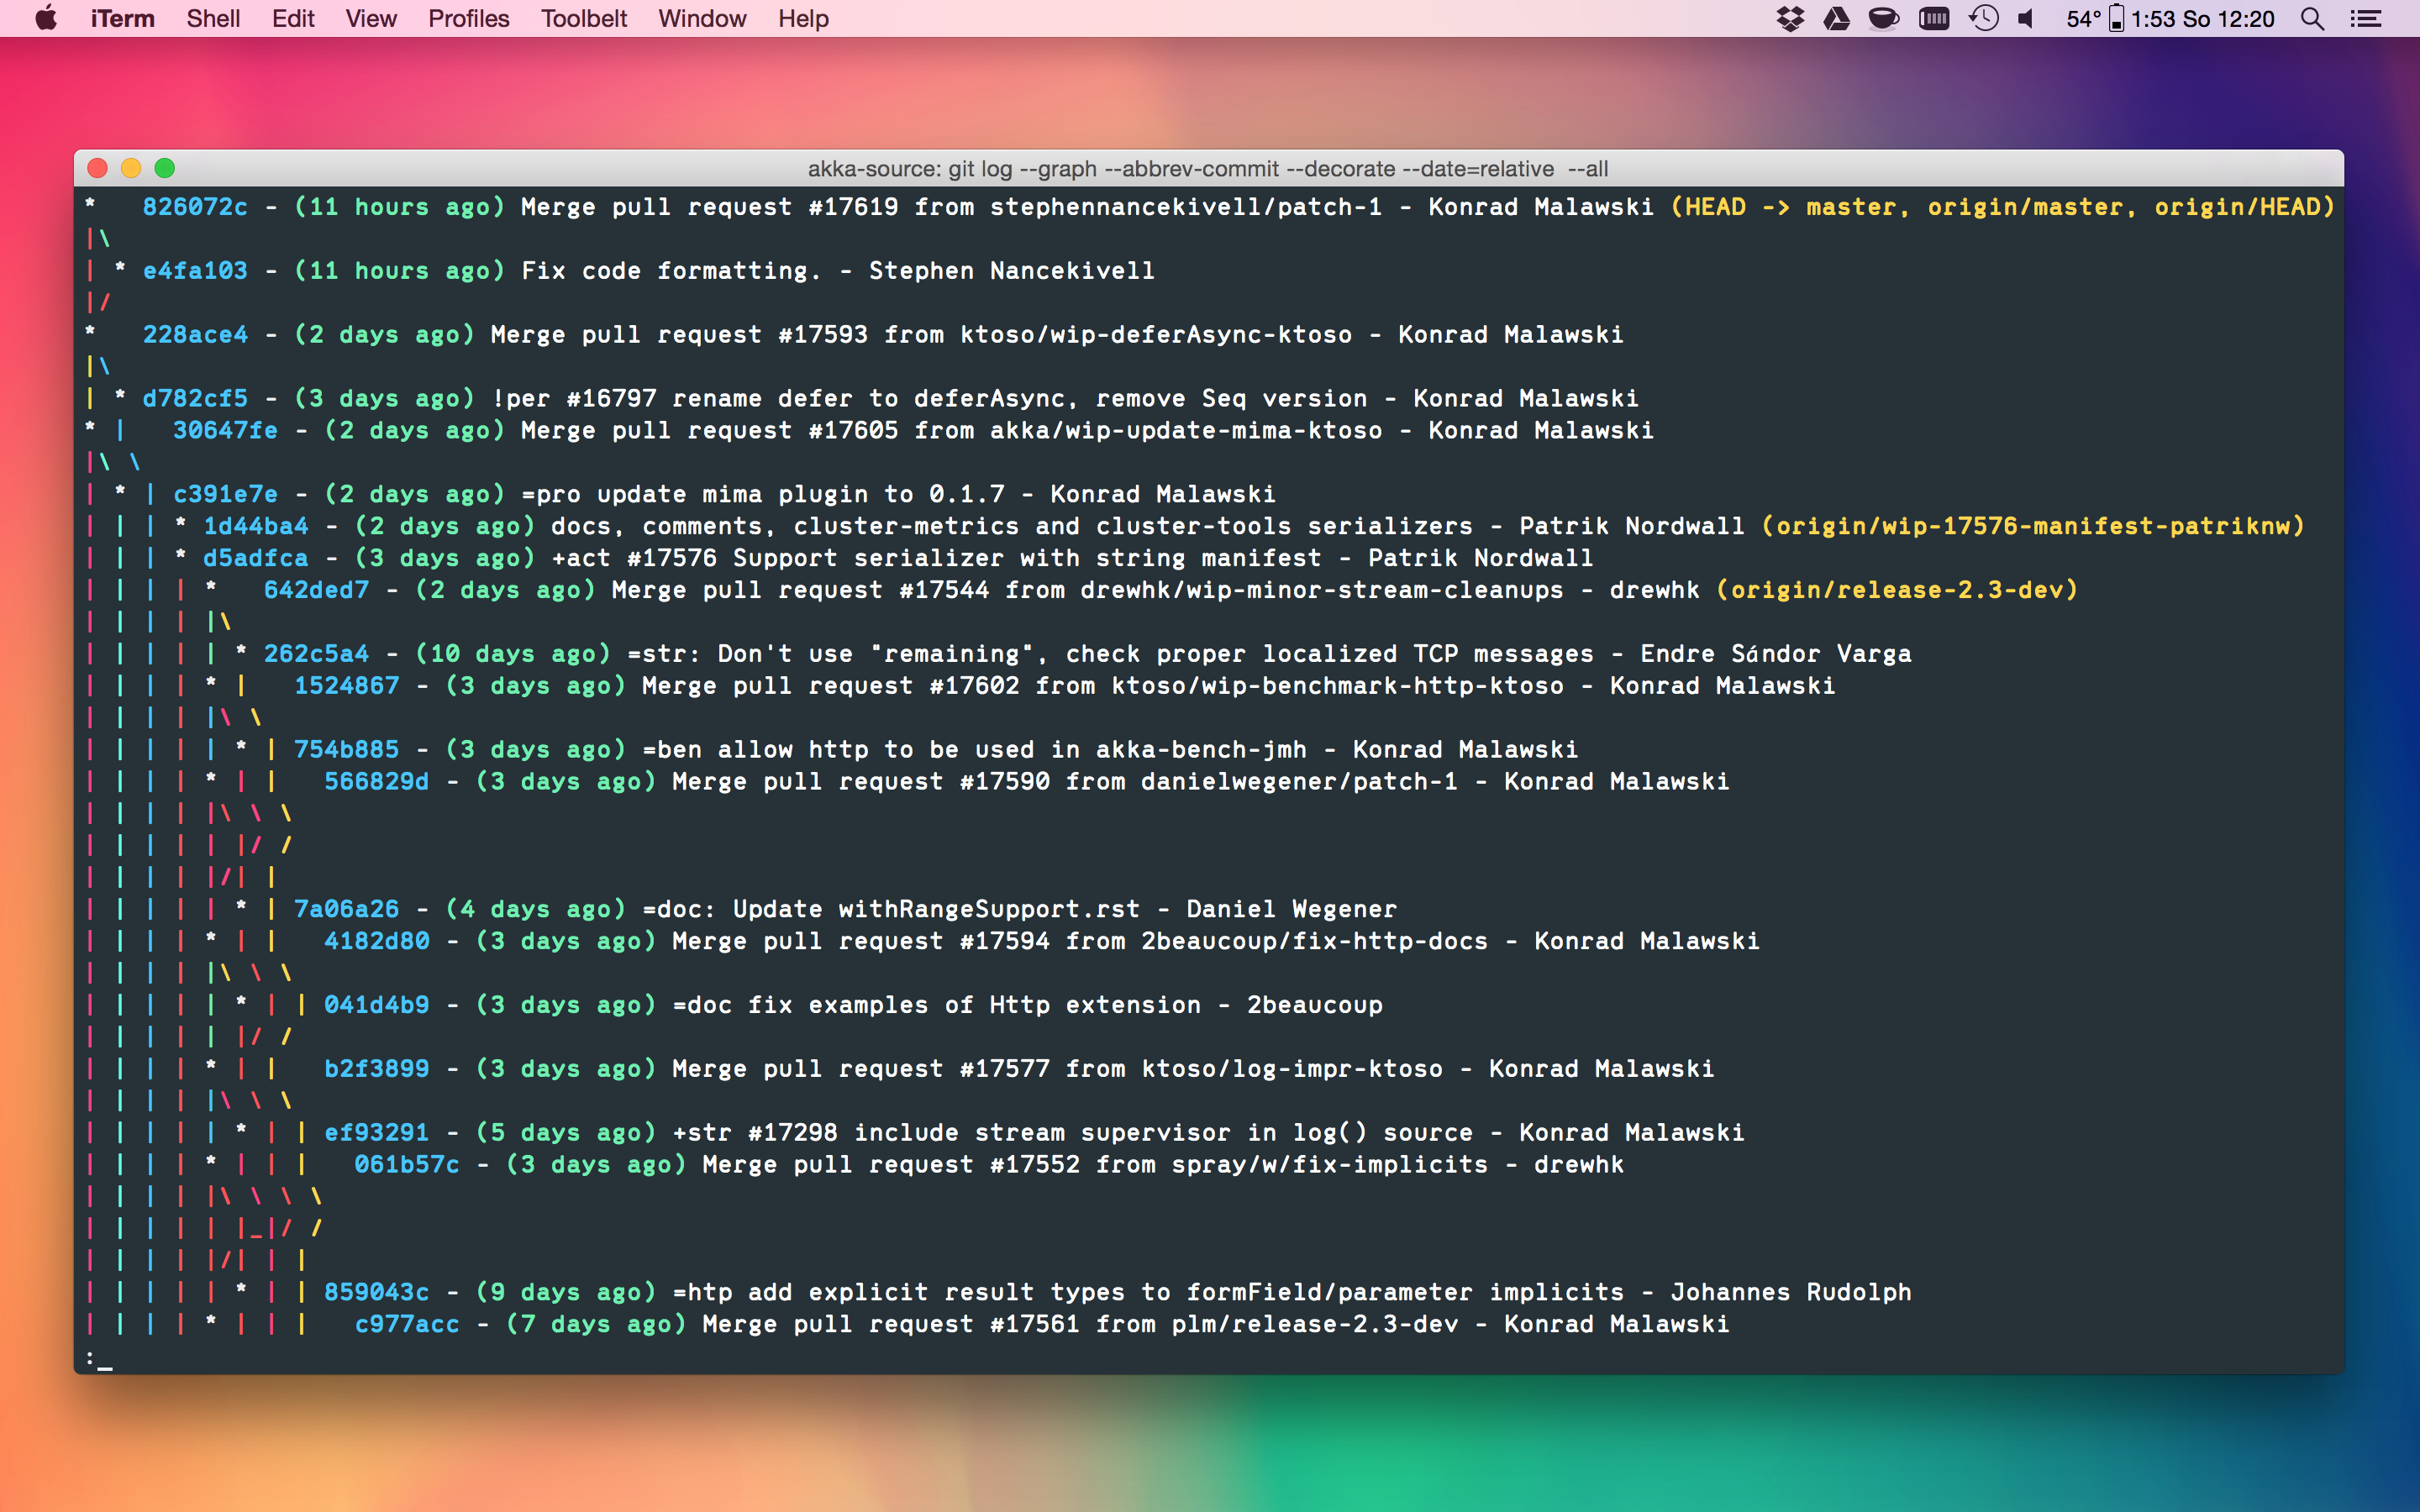 iTerm Shell Edit View Profiles Toolbelt Window Help 54° 1:53 So 12:20
akka-source: git log --graph --abbrev-commit --decorate --date=relative --all
*   826072c - (11 hours ago) Merge pull request #17619 from stephennancekivell/patch-1 - Konrad Malawski (HEAD -> master, origin/master, origin/HEAD)
|\
| * e4fa103 - (11 hours ago) Fix code formatting. - Stephen Nancekivell
|/
*   228ace4 - (2 days ago) Merge pull request #17593 from ktoso/wip-deferAsync-ktoso - Konrad Malawski
|\
| * d782cf5 - (3 days ago) !per #16797 rename defer to deferAsync, remove Seq version - Konrad Malawski
* |   30647fe - (2 days ago) Merge pull request #17605 from akka/wip-update-mima-ktoso - Konrad Malawski
|\ \
| * | c391e7e - (2 days ago) =pro update mima plugin to 0.1.7 - Konrad Malawski
| | | * 1d44ba4 - (2 days ago) docs, comments, cluster-metrics and cluster-tools serializers - Patrik Nordwall (origin/wip-17576-manifest-patriknw)
| | | * d5adfca - (3 days ago) +act #17576 Support serializer with string manifest - Patrik Nordwall
| | | | *   642ded7 - (2 days ago) Merge pull request #17544 from drewhk/wip-minor-stream-cleanups - drewhk (origin/release-2.3-dev)
| | | | |\
| | | | | * 262c5a4 - (10 days ago) =str: Don't use "remaining", check proper localized TCP messages - Endre Sándor Varga
| | | | * |   1524867 - (3 days ago) Merge pull request #17602 from ktoso/wip-benchmark-http-ktoso - Konrad Malawski
| | | | |\ \
| | | | | * | 754b885 - (3 days ago) =ben allow http to be used in akka-bench-jmh - Konrad Malawski
| | | | * | |   566829d - (3 days ago) Merge pull request #17590 from danielwegener/patch-1 - Konrad Malawski
| | | | |\ \ \
| | | | | |/ /
| | | | |/| |
| | | | | * | 7a06a26 - (4 days ago) =doc: Update withRangeSupport.rst - Daniel Wegener
| | | | * | |   4182d80 - (3 days ago) Merge pull request #17594 from 2beaucoup/fix-http-docs - Konrad Malawski
| | | | |\ \ \
| | | | | * | | 041d4b9 - (3 days ago) =doc fix examples of Http extension - 2beaucoup
| | | | | |/ /
| | | | * | |   b2f3899 - (3 days ago) Merge pull request #17577 from ktoso/log-impr-ktoso - Konrad Malawski
| | | | |\ \ \
| | | | | * | | ef93291 - (5 days ago) +str #17298 include stream supervisor in log() source - Konrad Malawski
| | | | * | | |   061b57c - (3 days ago) Merge pull request #17552 from spray/w/fix-implicits - drewhk
| | | | |\ \ \ \
| | | | | |_|/ /
| | | | |/| | |
| | | | | * | | 859043c - (9 days ago) =htp add explicit result types to formField/parameter implicits - Johannes Rudolph
| | | | * | | |   c977acc - (7 days ago) Merge pull request #17561 from plm/release-2.3-dev - Konrad Malawski
: